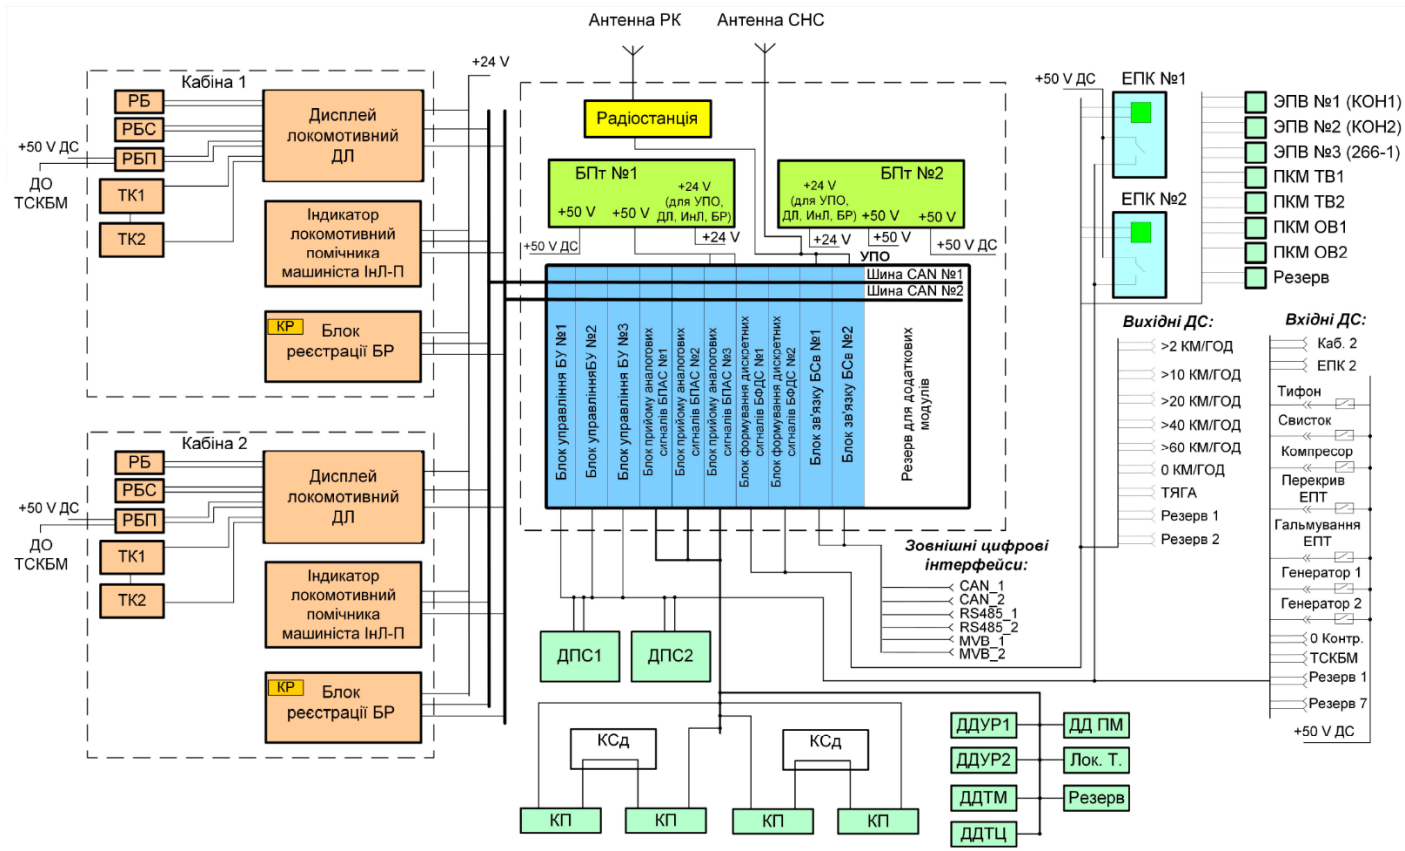 Антенна РК
Антенна СНС
+24 V
Кабіна 1
РБ
РБС
+50 V ДС
РБП
ДО
ТСКБМ
ТК1
ТК2
Дисплей
локомотивний
ДЛ
Індикатор
локомотивний
помічника
машиніста ІнЛ-П
КР
Блок
реєстрації БР
Кабіна 2
РБ
РБС
+50 V ДС
РБП
ДО
ТСКБМ
ТК1
ТК2
Дисплей
локомотивний
ДЛ
Індикатор
локомотивний
помічника
машиніста ІнЛ-П
КР
Блок
реєстрації БР
Радіостанція
БПт №1
+24 V
(для УПО,
ДЛ, ИнЛ, БР)
+50 V
+50 V
+50 V ДС
+24 V
БПт №2
+24 V
(для УПО,
ДЛ, ИнЛ, БР)
+50 V
+50 V
+24 V
+50 V
+50 V ДС
УПО
Шина CAN №1
Шина CAN №2
Блок управління БУ №1
Блок управлінняБУ №2
Блок управління БУ №3
Блок прийому аналогових
сигналів БПАС №1
Блок прийому аналогових
сигналів БПАС №2
Блок прийому аналогових
сигналів БПАС №3
Блок формування дискретних
сигналів БФДС №1
Блок формування дискретних
сигналів БФДС №2
Блок зв'язку БСв №1
Блок зв'язку БСв №2
Резерв для додаткових
модулів
Зовнішні цифрові
інтерфейси:
CAN_1
CAN_2
RS485_1
RS485_2
MVB_1
MVB_2
ДПС1
ДПС2
КСд
КСд
КП
КП
КП
КП
ДДУР1
ДД ПМ
ДДУР2
Лок. Т.
ДДТМ
Резерв
ДДТЦ
+50 V ДС
ЕПК №1
ЕПК №2
ЭПВ №1 (КОН1)
ЭПВ №2 (КОН2)
ЭПВ №3 (266-1)
ПКМ ТВ1
ПКМ ТВ2
ПКМ ОВ1
ПКМ ОВ2
Резерв
Вихідні ДС:
>2 КМ/ГОД
>10 КМ/ГОД
>20 КМ/ГОД
>40 КМ/ГОД
>60 КМ/ГОД
0 КМ/ГОД
ТЯГА
Резерв 1
Резерв 2
Вхідні ДС:
Каб. 2
ЕПК 2
Тифон
Свисток
Компресор
Перекрив
ЕПТ
Гальмування
ЕПТ
Генератор 1
Генератор 2
0 Контр.
ТСКБМ
Резерв 1
Резерв 7
+50 V ДС